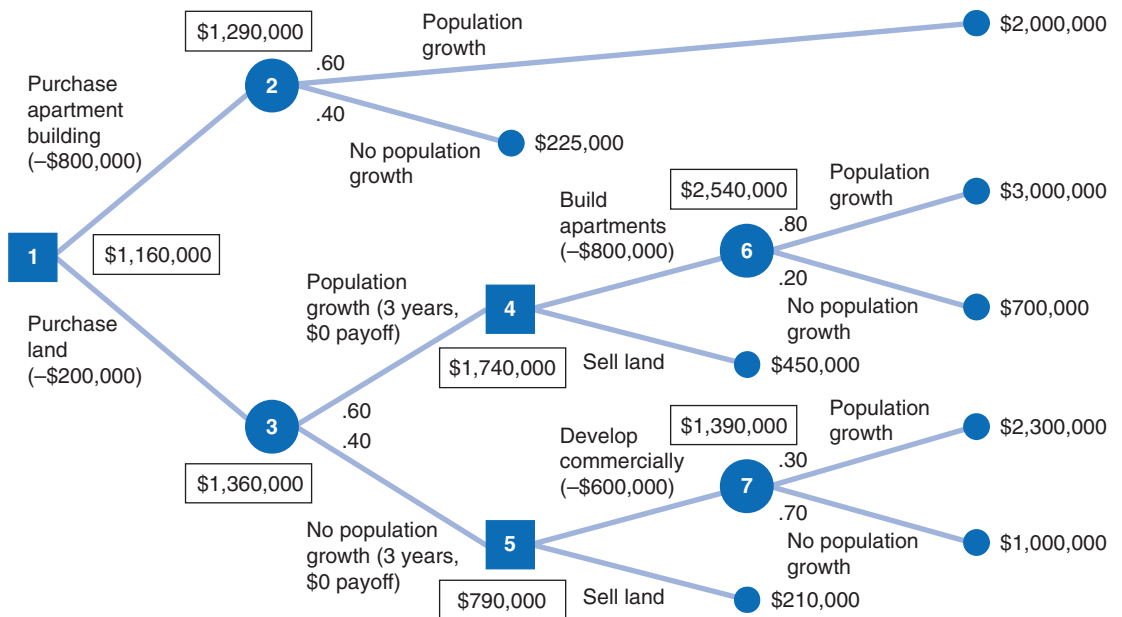 $1,290,000
Population
growth
$2,000,000
.60
2
.40
Purchase
apartment
building
(–$800,000)
No population
growth
$225,000
1
$1,160,000
Purchase
land
(–$200,000)
3
$1,360,000
.60
.40
Population
growth (3 years,
$0 payoff)
4
$1,740,000
Build
apartments
(–$800,000)
$2,540,000
6
.80
.20
Population
growth
$3,000,000
No population
growth
$700,000
Sell land
$450,000
No population
growth (3 years,
$0 payoff)
5
$790,000
Develop
commercially
(–$600,000)
$1,390,000
7
.30
.70
Population
growth
$2,300,000
No population
growth
$1,000,000
Sell land
$210,000